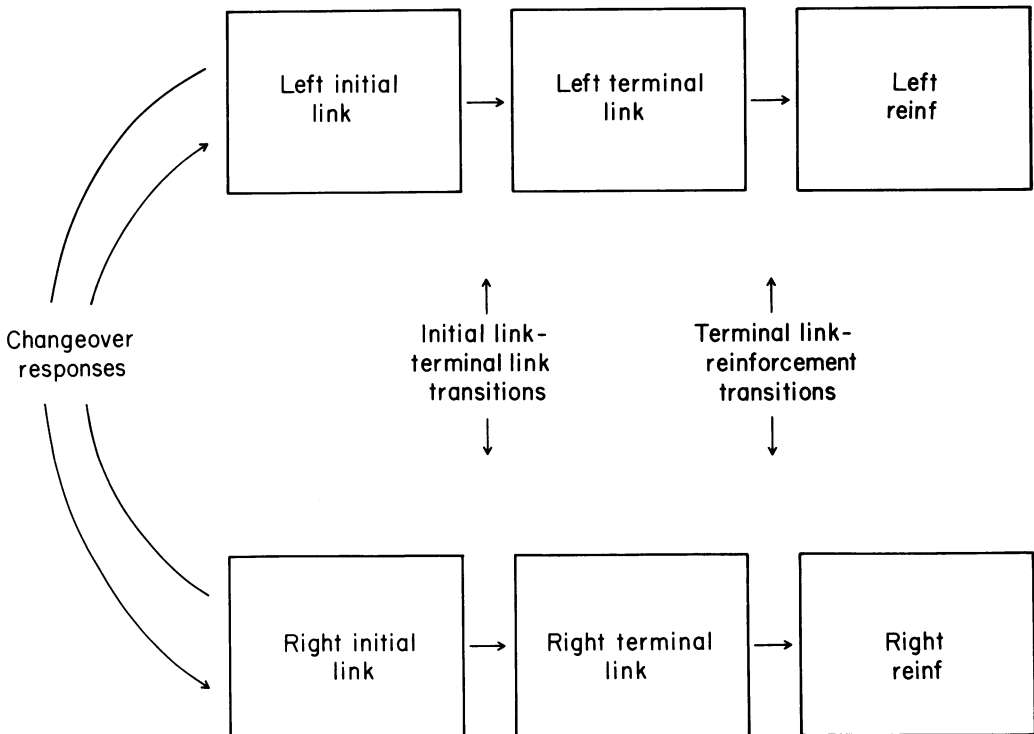 Left initial
link
Left terminal
link
Left
reinf
Changeover
responses
Initial link-
terminal link
transitions
Terminal link-
reinforcement
transitions
Right initial
link
Right terminal
link
Right
reinf